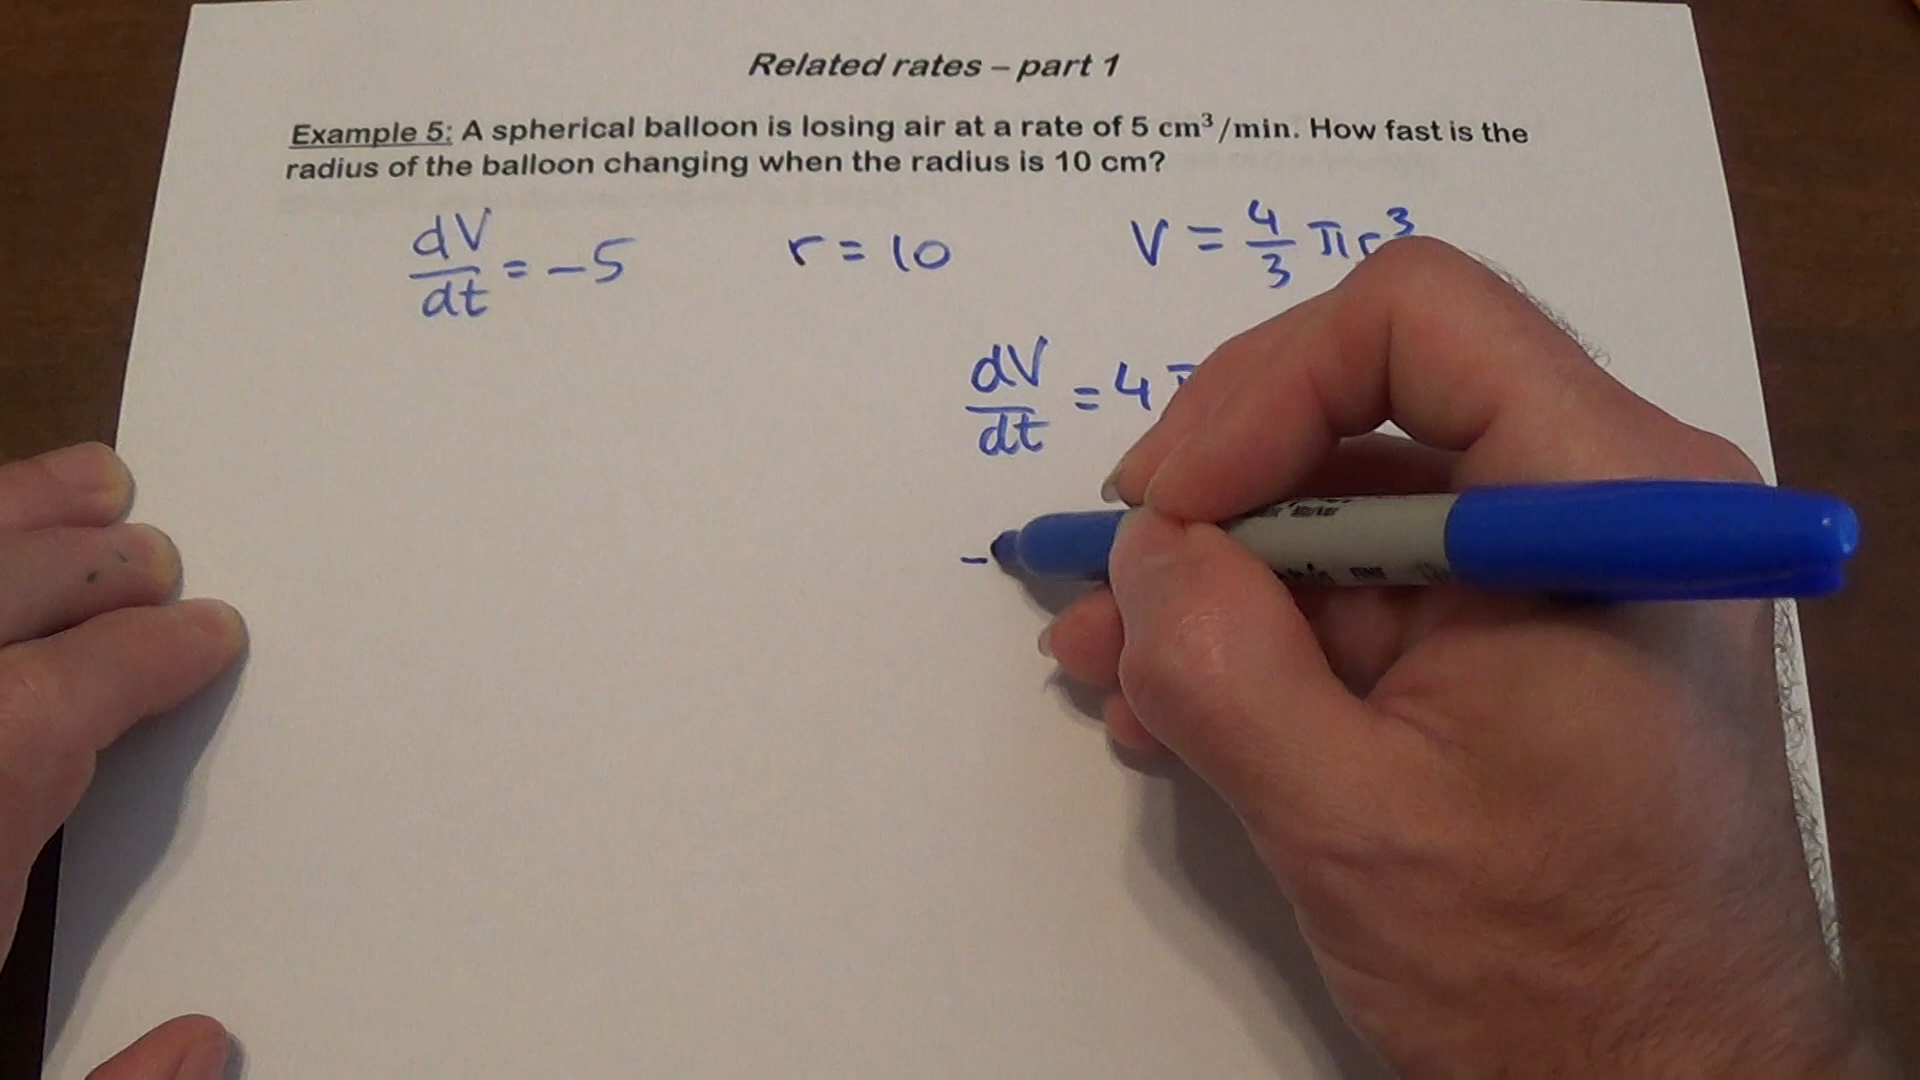 Related rates – part 1
Example 5: A spherical balloon is losing air at a rate of 5 cm³/min. How fast is the
radius of the balloon changing when the radius is 10 cm?
dV/dt = -5 r = 10 V = 4/3 πr³
dV/dt = 4
-